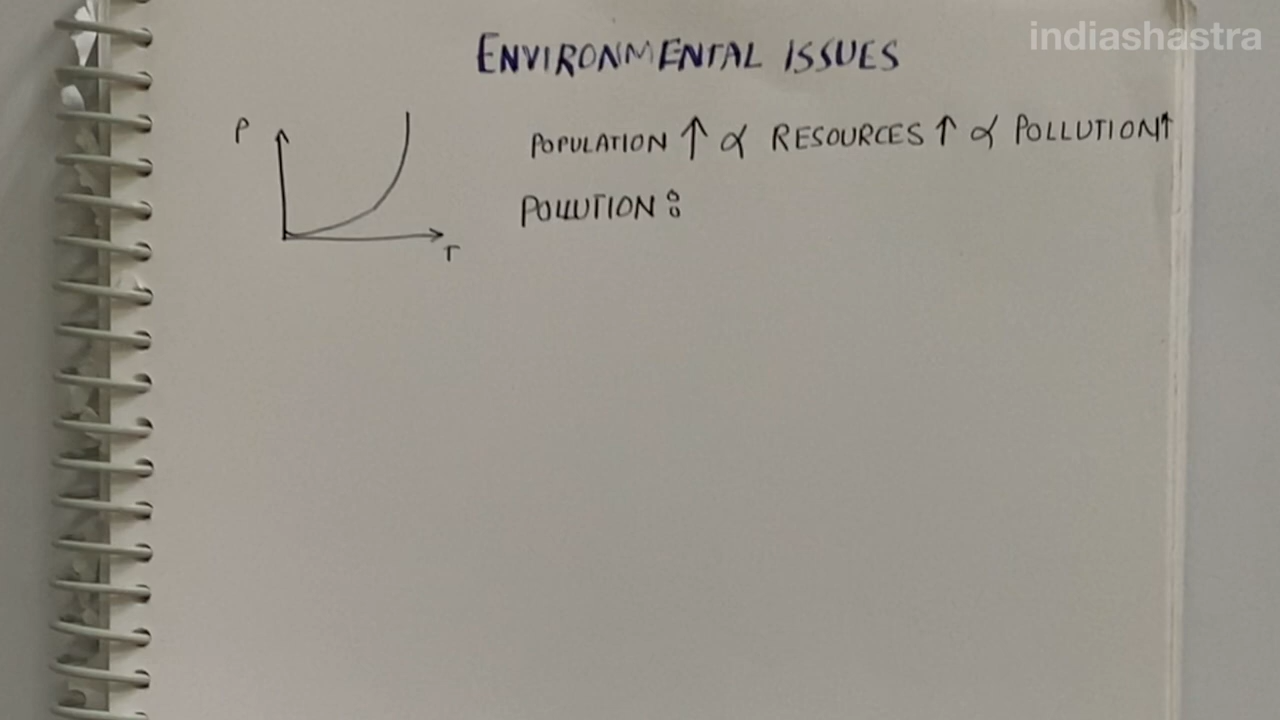 indiashastra
ENVIRONMENTAL ISSUES
P
POPULATION ↑ ∝ RESOURCES ↑ ∝ POLLUTION↑
POLLUTION :
T